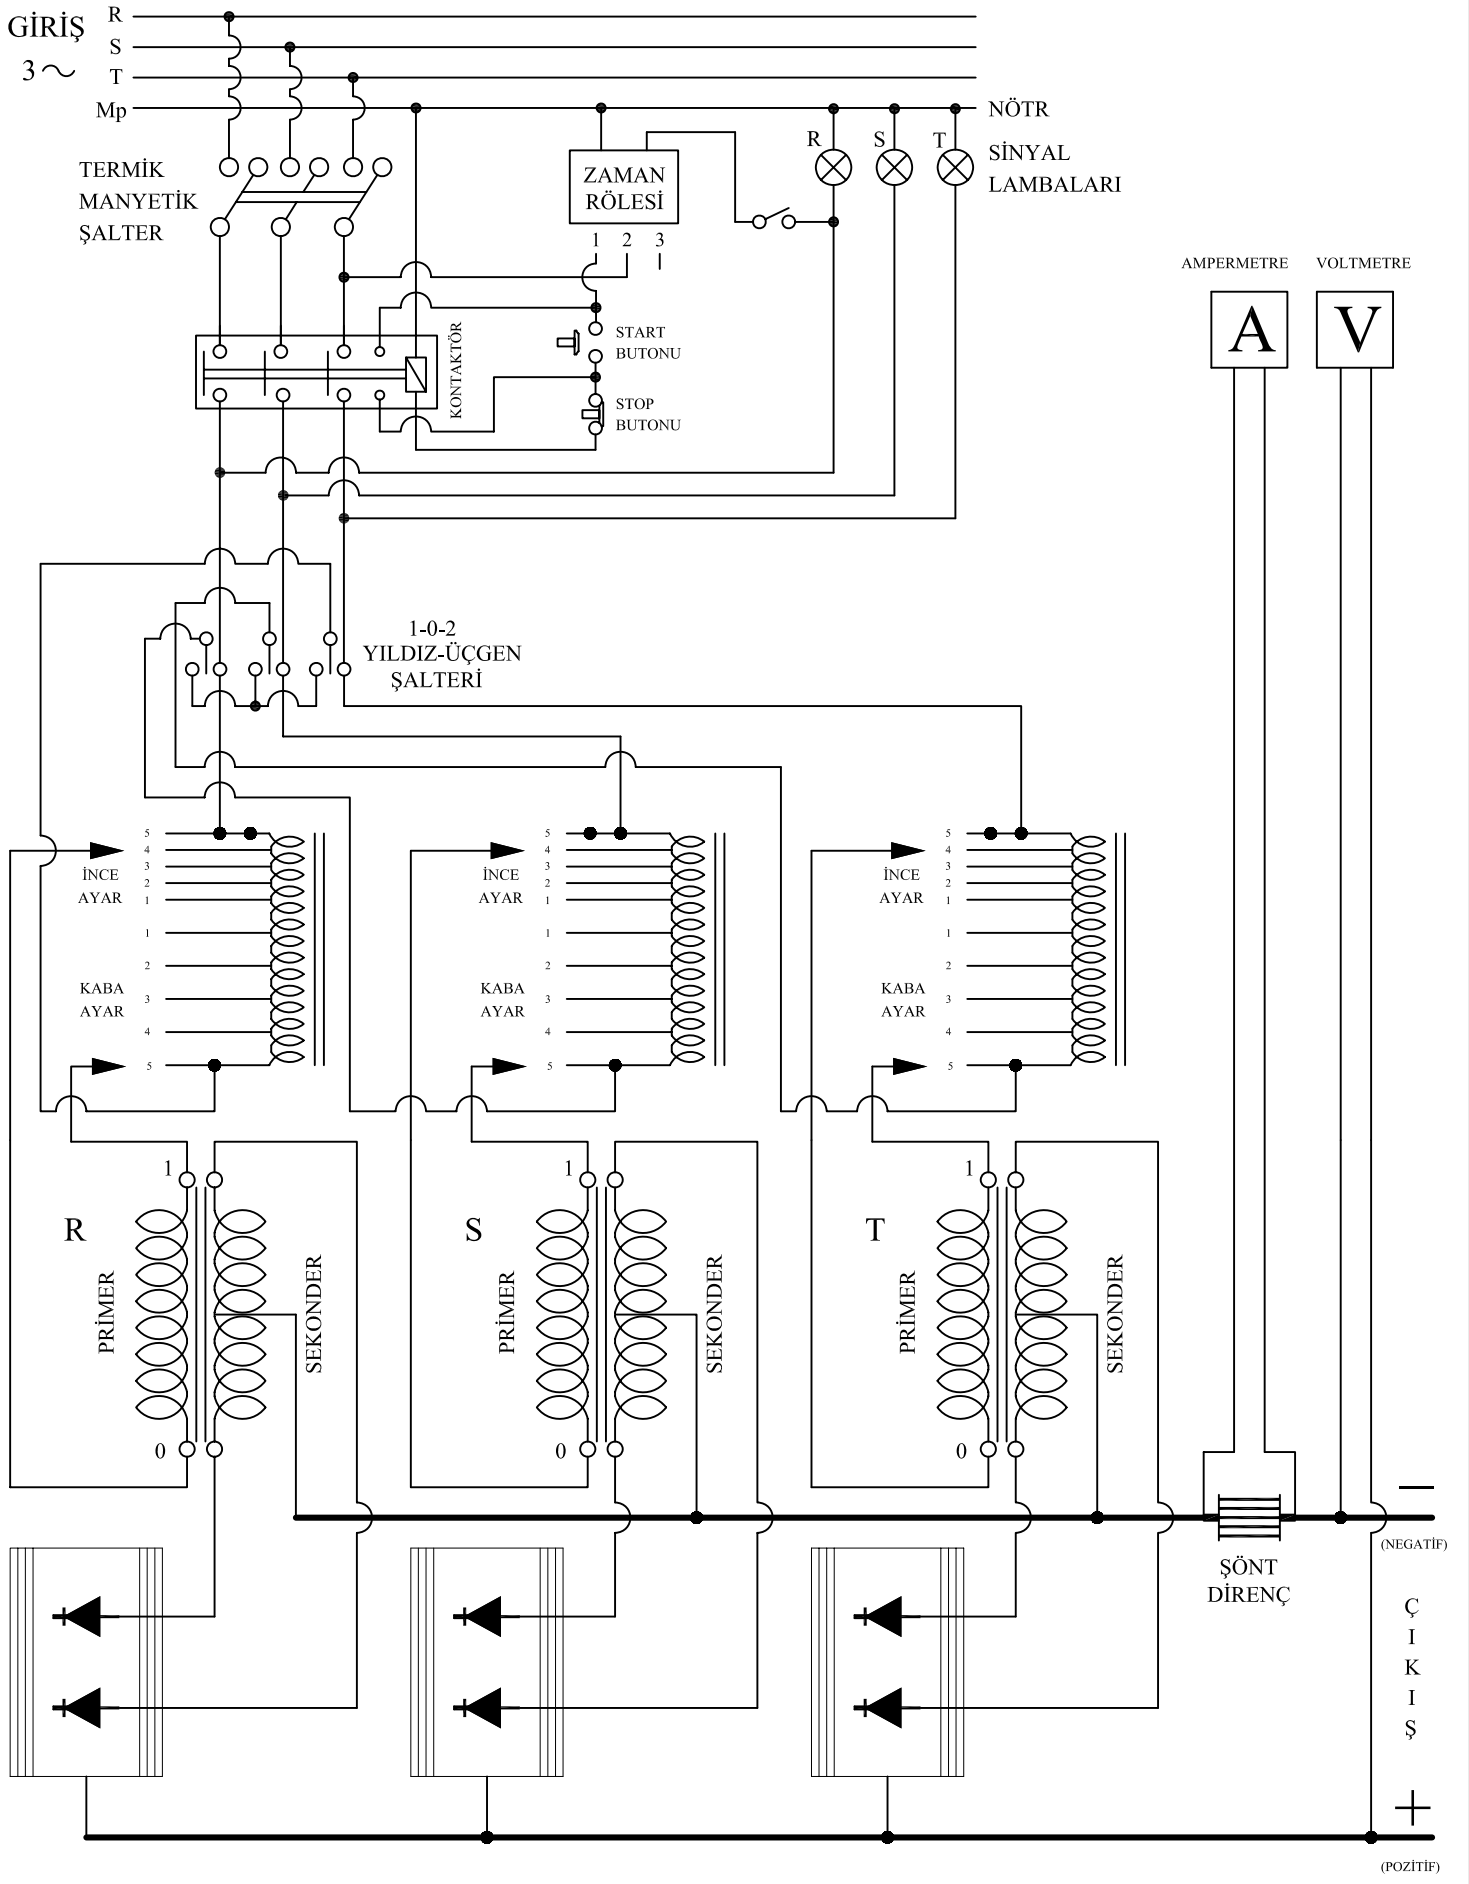 GİRİŞ
3
R
S
T
Mp
NÖTR
R
S
T
SİNYAL
LAMBALARI
TERMİK
MANYETİK
ŞALTER
ZAMAN
RÖLESİ
1 2 3
START
BUTONU
STOP
BUTONU
KONTAKTÖR
AMPERMETRE
VOLTMETRE
A
V
1-0-2
YILDIZ-ÜÇGEN
ŞALTERİ
5
4
3
2
1
1
2
3
4
5
İNCE
AYAR
KABA
AYAR
5
4
3
2
1
1
2
3
4
5
İNCE
AYAR
KABA
AYAR
5
4
3
2
1
1
2
3
4
5
İNCE
AYAR
KABA
AYAR
1
R
PRİMER
SEKONDER
0
1
S
PRİMER
SEKONDER
0
1
T
PRİMER
SEKONDER
0
ŞÖNT
DİRENÇ
−
(NEGATİF)
Ç
I
K
I
Ş
+
(POZİTİF)